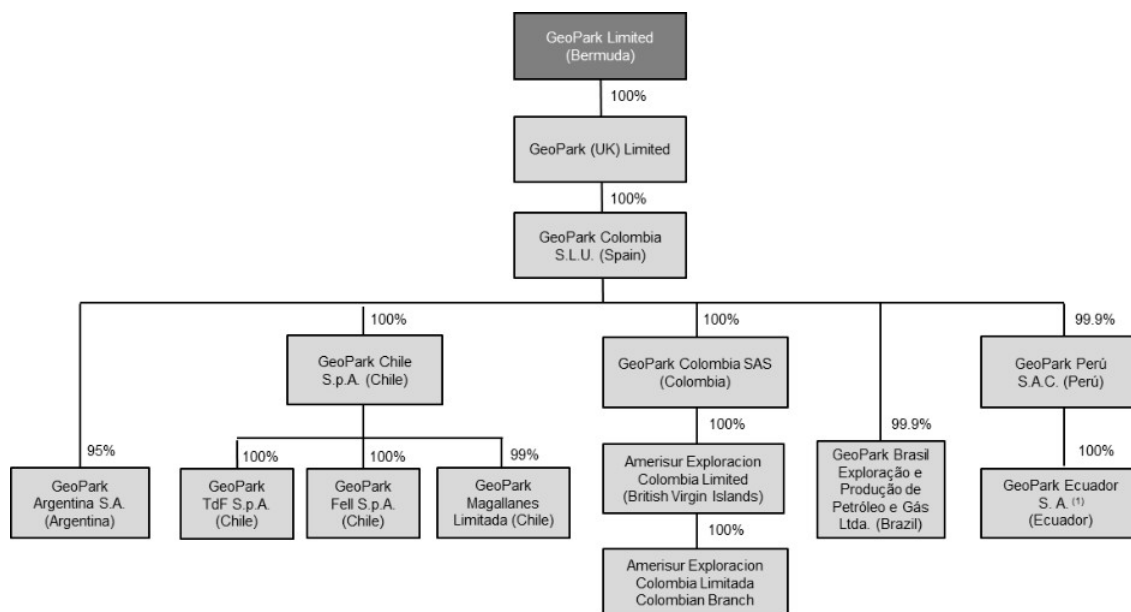 GeoPark Limited
(Bermuda)
100%
GeoPark (UK) Limited
100%
GeoPark Colombia
S.L.U. (Spain)
100%
100%
99.9%
GeoPark Chile
S.p.A. (Chile)
GeoPark Colombia SAS
(Colombia)
GeoPark Perú
S.A.C. (Perú)
95%
100%
100%
99%
100%
99.9%
100%
GeoPark
Argentina S.A.
(Argentina)
GeoPark
TdF S.p.A.
(Chile)
GeoPark
Fell S.p.A.
(Chile)
GeoPark
Magallanes
Limitada (Chile)
Amerisur Exploracion
Colombia Limited
(British Virgin Islands)
GeoPark Brasil
Exploração e
Produção de
Petróleo e Gás
Ltda. (Brazil)
GeoPark Ecuador
S. A. (1)
(Ecuador)
100%
Amerisur Exploracion
Colombia Limitada
Colombian Branch